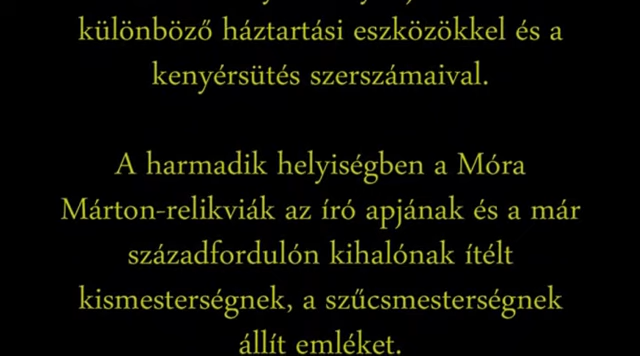 különböző háztartási eszközökkel és a
kenyérsütés szerszámaival.
A harmadik helyiségben a Móra
Márton-relikviák az író apjának és a már
századfordulón kihalónak ítélt
kismesterségnek, a szűcsmesterségnek
állít emléket.